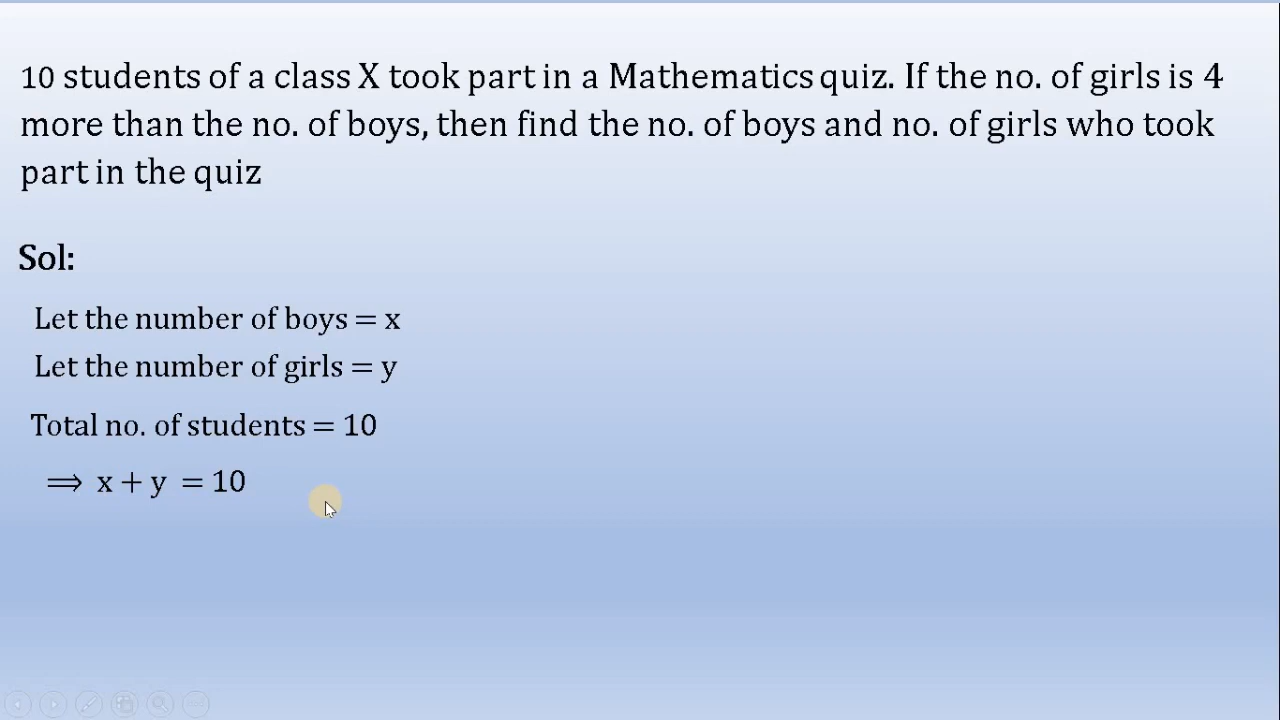 10 students of a class X took part in a Mathematics quiz. If the no. of girls is 4
more than the no. of boys, then find the no. of boys and no. of girls who took
part in the quiz
Sol:
Let the number of boys = x
Let the number of girls = y
Total no. of students = 10
⟹ x + y = 10